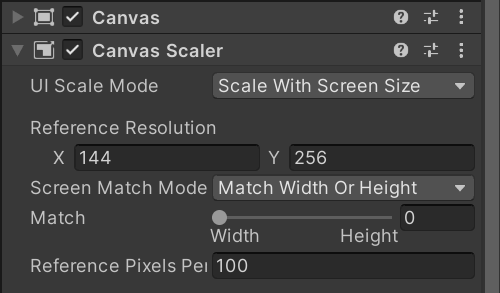 Canvas
Canvas Scaler
UI Scale Mode Scale With Screen Size
Reference Resolution
X 144 Y 256
Screen Match Mode Match Width Or Height
Match 0
Width Height
Reference Pixels Per 100